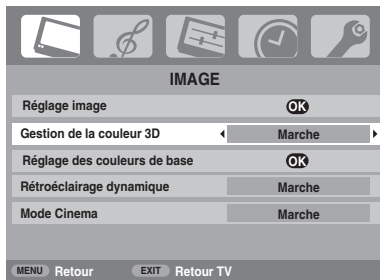 IMAGE
Réglage image OK
Gestion de la couleur 3D Marche
Réglage des couleurs de base OK
Rétroéclairage dynamique Marche
Mode Cinema Marche
MENU Retour EXIT Retour TV